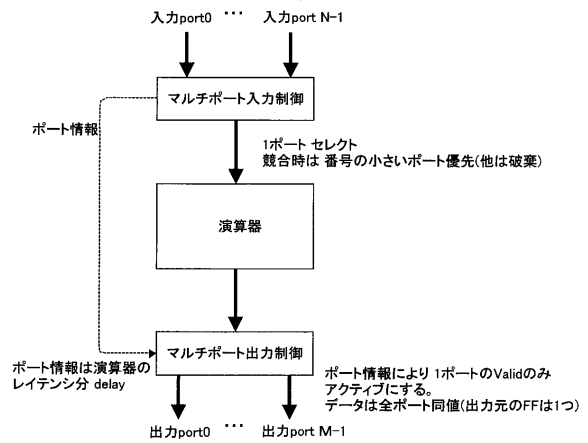 入力port0 … 入力port N-1
マルチポート入力制御
ポート情報
1ポート セレクト
競合時は 番号の小さいポート優先(他は破棄)
演算器
マルチポート出力制御
ポート情報は演算器の
レイテンシ分 delay
ポート情報により 1ポートのValidのみ
アクティブにする。
データは全ポート同値(出力元のFFは1つ)
出力port0 … 出力port M-1